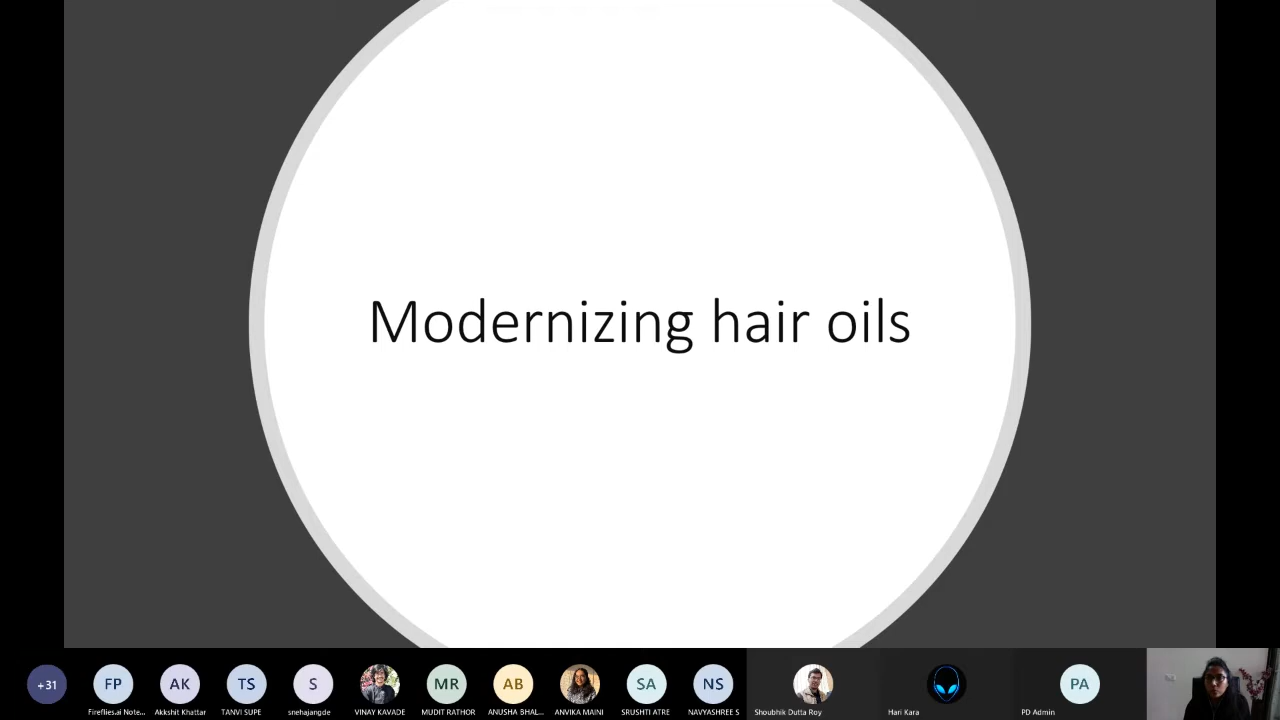 Modernizing hair oils
+31
FP
AK
TS
S
MR
AB
SA
NS
PA
Fireflies.ai Note...
Akkshit Khattar
TANVI SUPE
snehajangde
VINAY KAVADE
MUDIT RATHOR
ANUSHA BHAL...
ANVIKA MAINI
SRUSHTI ATRE
NAVYASHREE S
Shoubhik Dutta Roy
Hari Kara
PD Admin